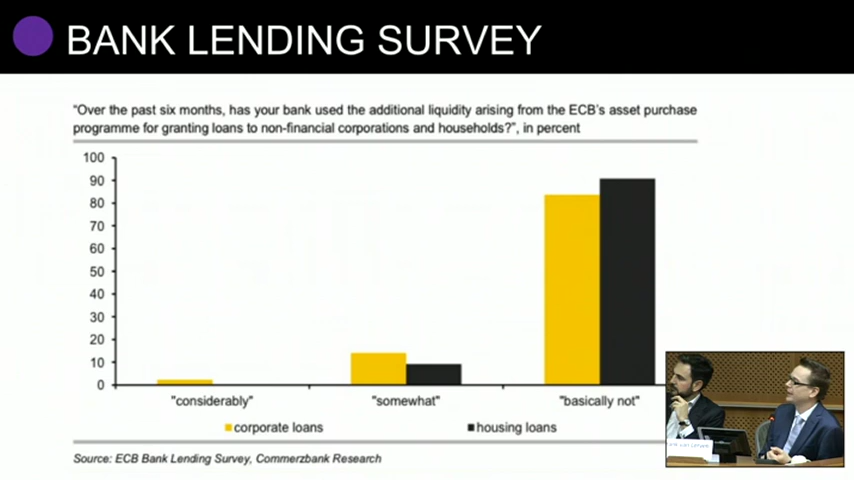 BANK LENDING SURVEY
"Over the past six months, has your bank used the additional liquidity arising from the ECB's asset purchase
programme for granting loans to non-financial corporations and households?", in percent
100
90
80
70
60
50
40
30
20
10
0
"considerably" "somewhat" "basically not"
corporate loans housing loans
Source: ECB Bank Lending Survey, Commerzbank Research